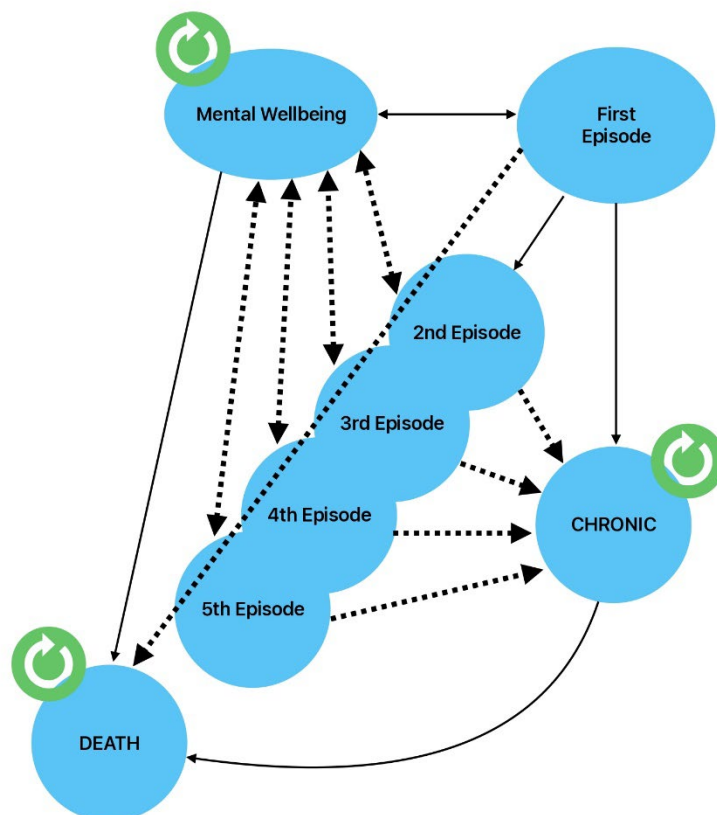 Mental Wellbeing
First
Episode
2nd Episode
3rd Episode
4th Episode
CHRONIC
5th Episode
DEATH